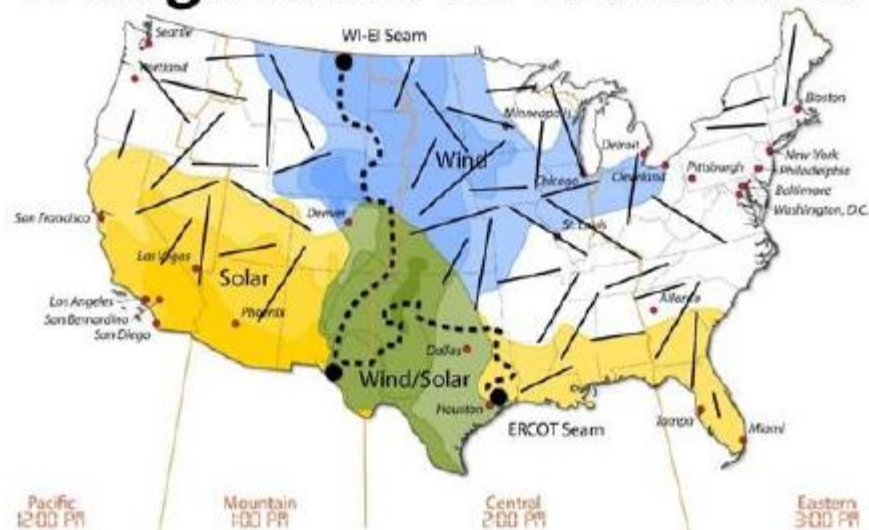 Seattle
WI-EI Seam
Portland
Boston
Minneapolis
Detroit
New York
Wind
Pittsburgh
Philadelphia
Chicago
Cleveland
Baltimore
Washington, D.C.
San Francisco
Denver
St. Louis
Las Vegas
Solar
Los Angeles
Phoenix
Atlanta
San Bernardino
San Diego
Dallas
Wind/Solar
Houston
ERCOT Seam
Tampa
Miami
Pacific
Mountain
Central
Eastern
12:00 PM
1:00 PM
2:00 PM
3:00 PM